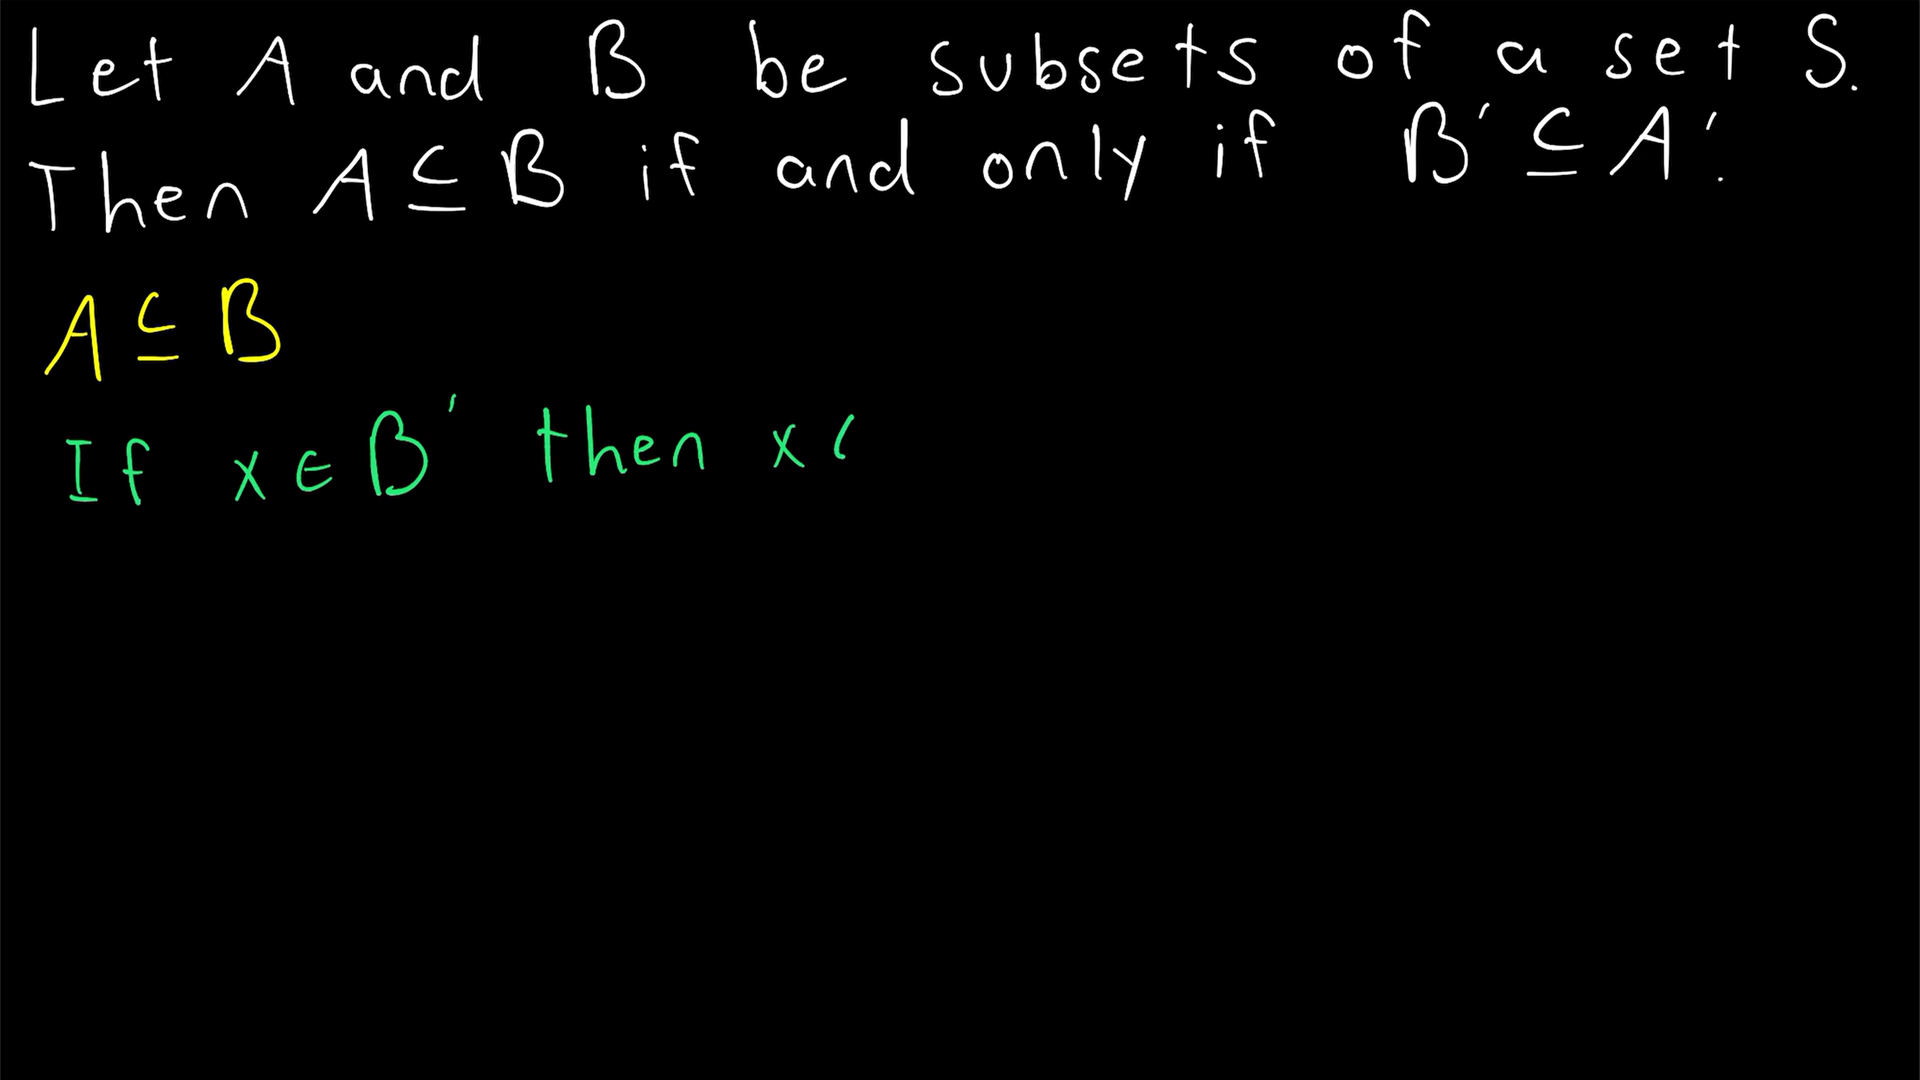 Let A and B be subsets of a set S.
Then A ⊆ B if and only if B' ⊆ A'.
A ⊆ B
If x ∈ B' then x